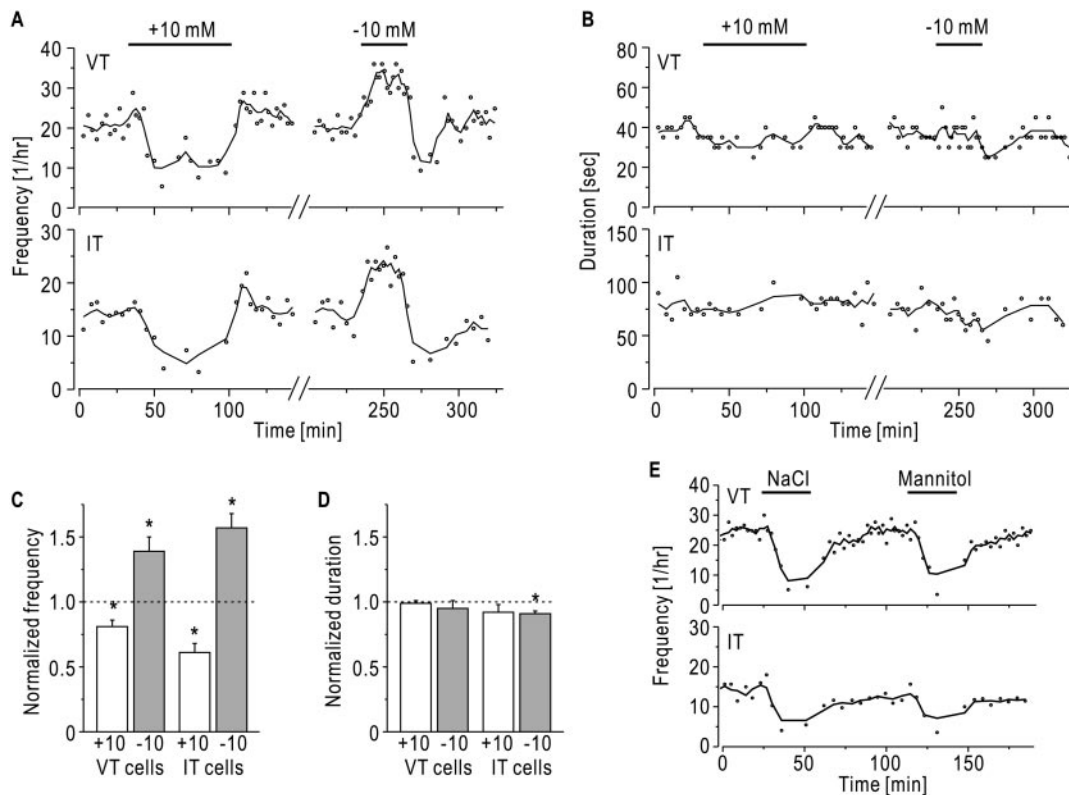 A
+10 mM
-10 mM
VT
40
30
20
10
0
IT
30
20
10
0
Frequency [1/hr]
0
50
100
250
300
Time [min]
B
+10 mM
-10 mM
VT
80
60
40
20
0
IT
150
100
75
50
0
Duration [sec]
0
50
100
250
300
Time [min]
C
Normalized frequency
1.5
1.0
0.5
0
*
*
*
*
+10
-10
+10
-10
VT cells
IT cells
D
Normalized duration
1.5
1.0
0.5
0
*
+10
-10
+10
-10
VT cells
IT cells
E
NaCl
Mannitol
VT
40
30
20
10
0
IT
30
20
10
0
Frequency [1/hr]
0
50
100
150
Time [min]